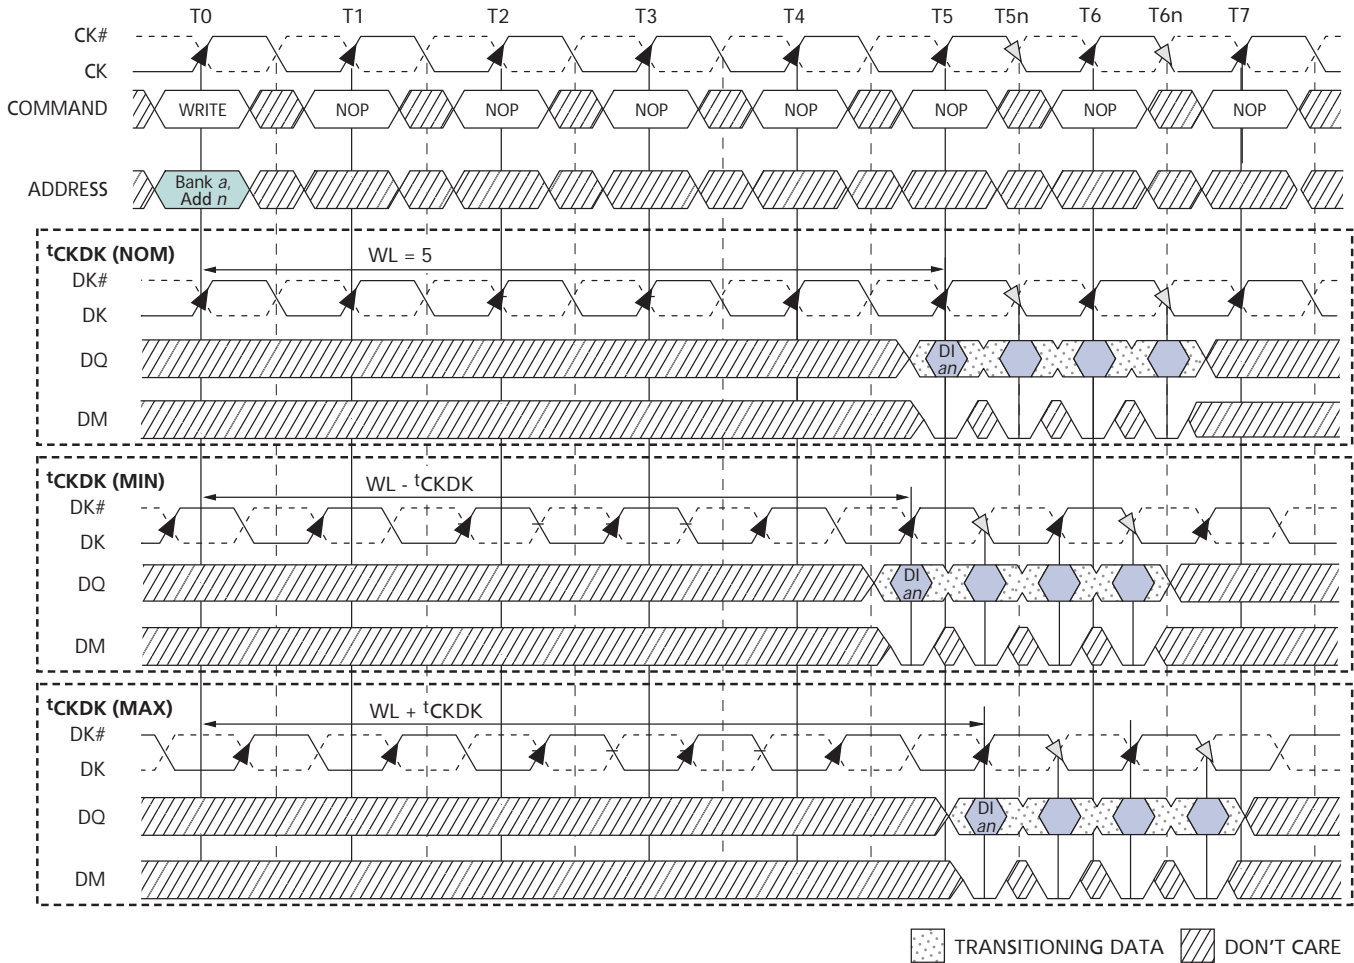 T0 T1 T2 T3 T4 T5 T5n T6 T6n T7
CK#
CK
COMMAND WRITE NOP NOP NOP NOP NOP NOP NOP
ADDRESS Bank a,
Add n
tCKDK (NOM)
WL = 5
DK#
DK
DQ DI
an
DM
tCKDK (MIN)
WL - tCKDK
DK#
DK
DQ DI
an
DM
tCKDK (MAX)
WL + tCKDK
DK#
DK
DQ DI
an
DM
TRANSITIONING DATA DON'T CARE